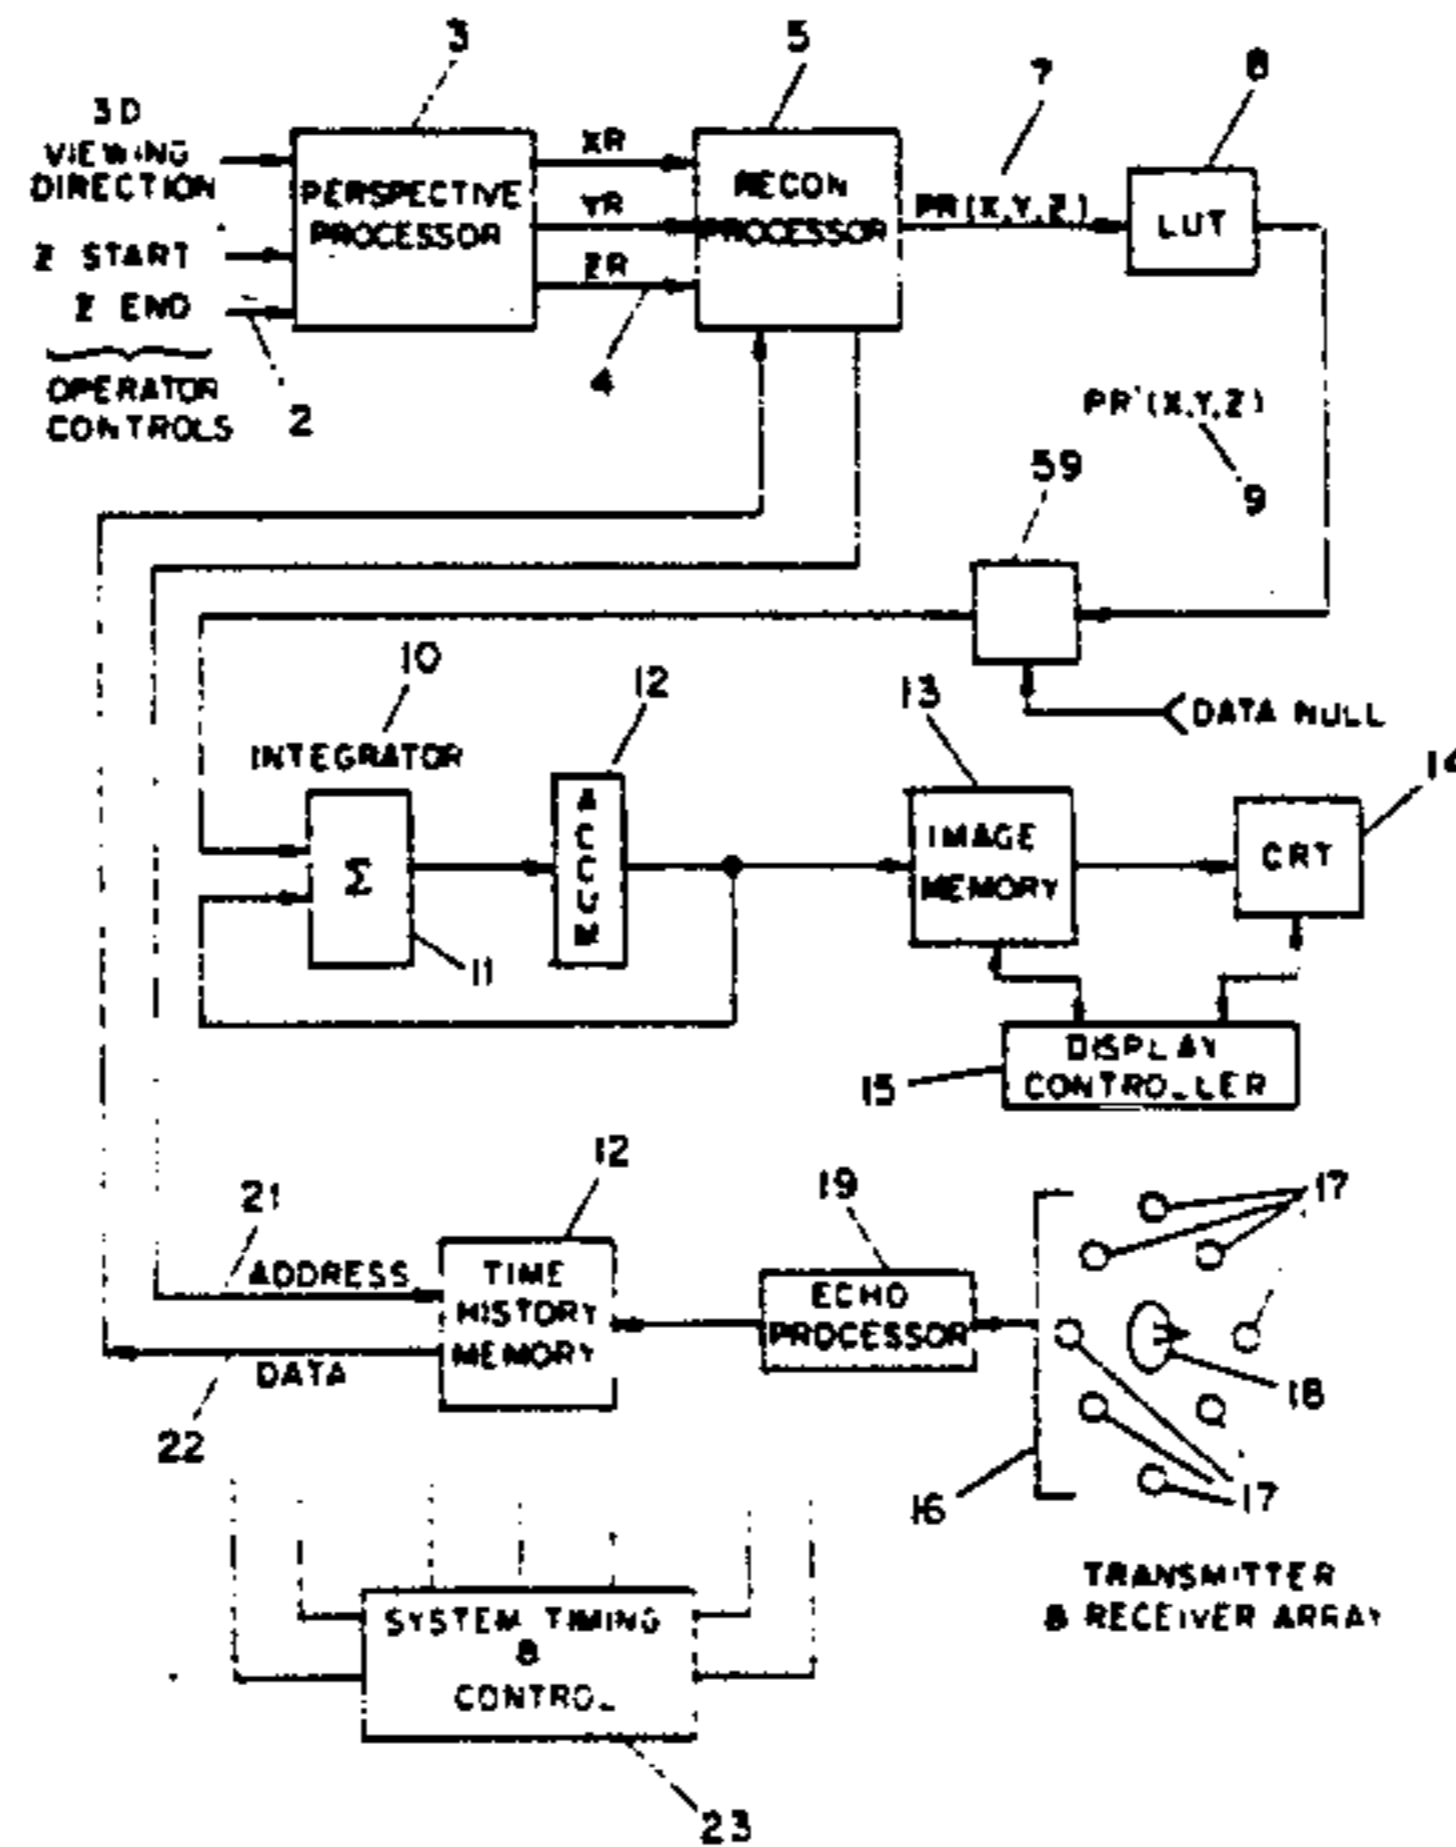 3
5
7
8
3D
VIEWING
DIRECTION
Z START
Z END
OPERATOR
CONTROLS
2
PERSPECTIVE
PROCESSOR
XR
YR
ZR
4
RECON
PROCESSOR
PR(X,Y,Z)
LUT
PR'(X,Y,Z)
9
59
DATA NULL
10
INTEGRATOR
12
13
14
Σ
11
ACCUM
IMAGE
MEMORY
CRT
15
DISPLAY
CONTROLLER
21
ADDRESS
12
TIME
HISTORY
MEMORY
19
ECHO
PROCESSOR
17
18
DATA
22
16
17
TRANSMITTER
& RECEIVER ARRAY
SYSTEM TIMING
&
CONTROL
23